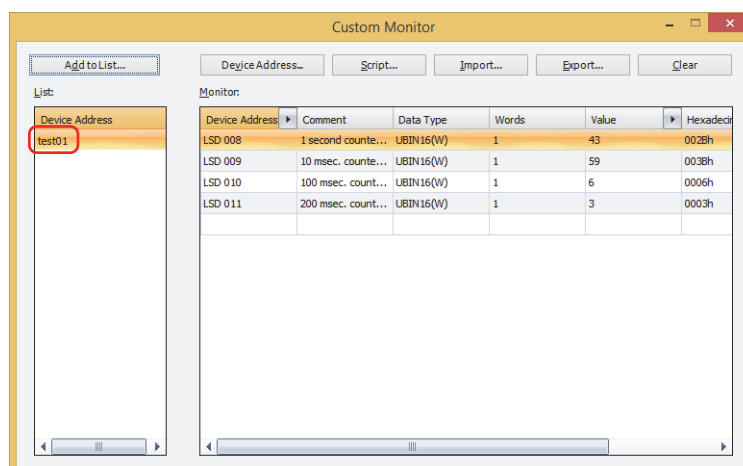 Custom Monitor
Add to List...
Device Address...
Script...
Import...
Export...
Clear
List:
Monitor:
Device Address
test01
Device Address Comment Data Type Words Value Hexadecir
LSD 008 1 second counte... UBIN16(W) 1 43 002Bh
LSD 009 10 msec. counte... UBIN16(W) 1 59 003Bh
LSD 010 100 msec. count... UBIN16(W) 1 6 0006h
LSD 011 200 msec. count... UBIN16(W) 1 3 0003h